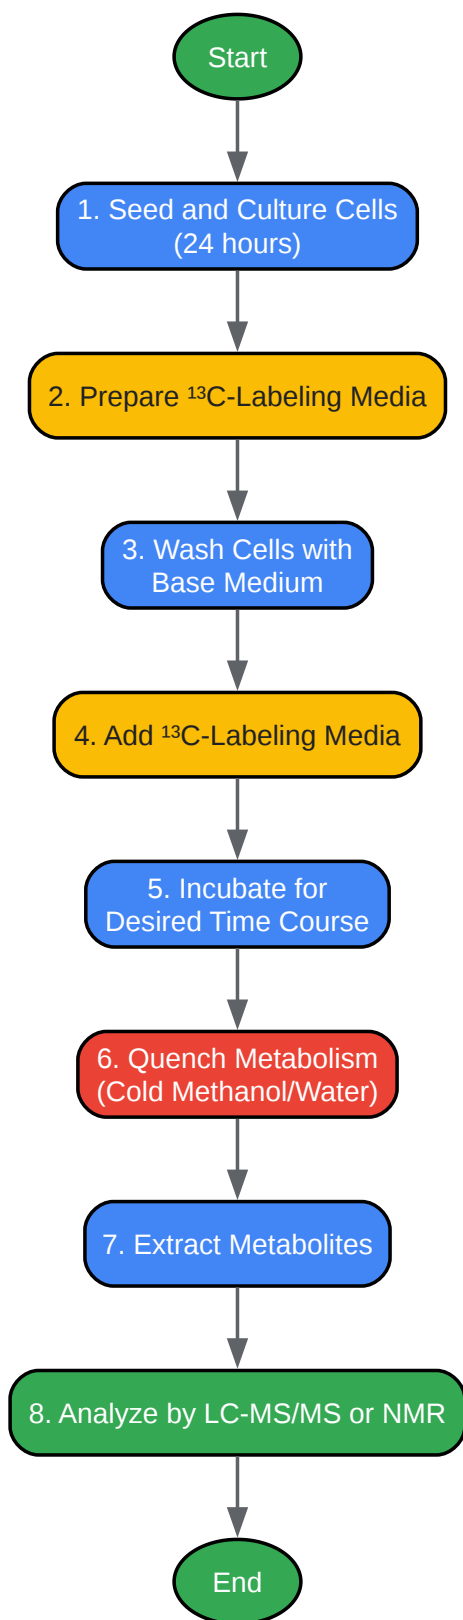 Start
1. Seed and Culture Cells
(24 hours)
2. Prepare ¹³C-Labeling Media
3. Wash Cells with
Base Medium
4. Add ¹³C-Labeling Media
5. Incubate for
Desired Time Course
6. Quench Metabolism
(Cold Methanol/Water)
7. Extract Metabolites
8. Analyze by LC-MS/MS or NMR
End